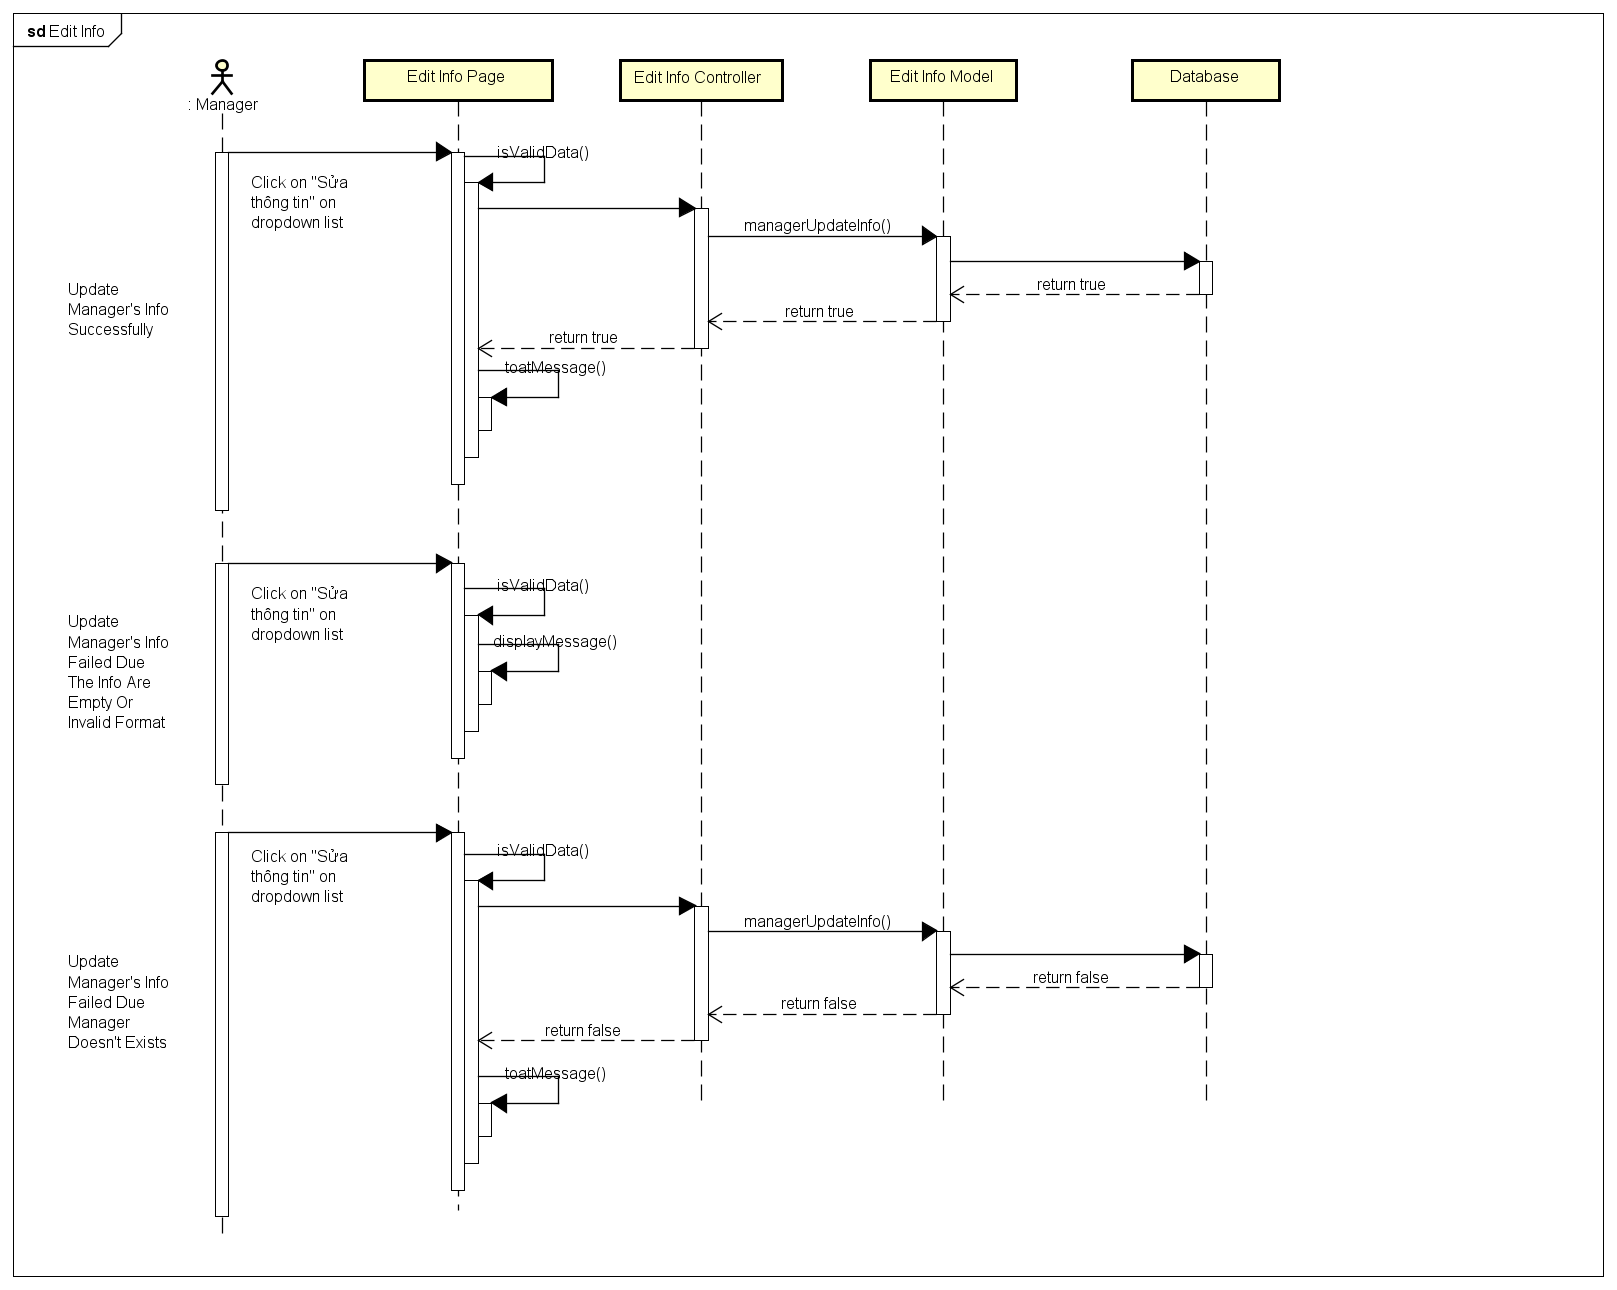 sd Edit Info
: Manager
Edit Info Page
Edit Info Controller
Edit Info Model
Database
isValidData()
Click on "Sửa
thông tin" on
dropdown list
managerUpdateInfo()
return true
return true
return true
Update
Manager's Info
Successfully
toatMessage()
isValidData()
Click on "Sửa
thông tin" on
dropdown list
displayMessage()
Update
Manager's Info
Failed Due
The Info Are
Empty Or
Invalid Format
isValidData()
Click on "Sửa
thông tin" on
dropdown list
managerUpdateInfo()
return false
return false
return false
Update
Manager's Info
Failed Due
Manager
Doesn't Exists
toatMessage()